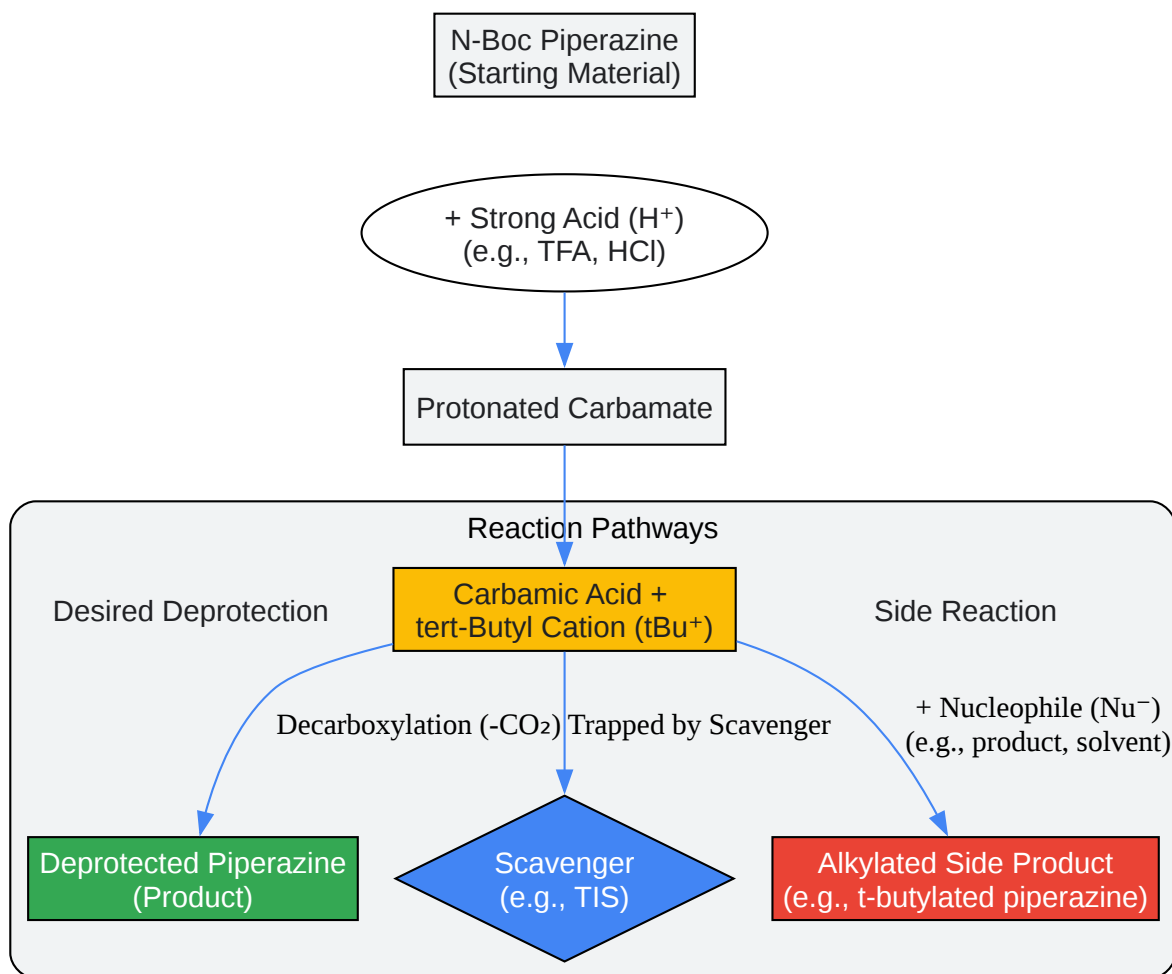 N-Boc Piperazine
(Starting Material)
+ Strong Acid (H⁺)
(e.g., TFA, HCl)
Protonated Carbamate
Reaction Pathways
Desired Deprotection
Carbamic Acid +
tert-Butyl Cation (tBu⁺)
Side Reaction
Decarboxylation (-CO₂)
Trapped by Scavenger
+ Nucleophile (Nu⁻)
(e.g., product, solvent)
Deprotected Piperazine
(Product)
Scavenger
(e.g., TIS)
Alkylated Side Product
(e.g., t-butylated piperazine)